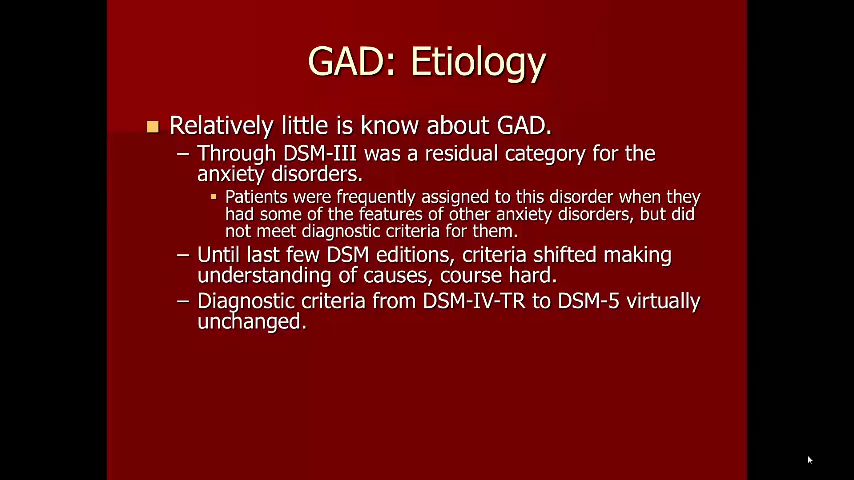 GAD: Etiology
Relatively little is know about GAD.
– Through DSM-III was a residual category for the
anxiety disorders.
Patients were frequently assigned to this disorder when they
had some of the features of other anxiety disorders, but did
not meet diagnostic criteria for them.
– Until last few DSM editions, criteria shifted making
understanding of causes, course hard.
– Diagnostic criteria from DSM-IV-TR to DSM-5 virtually
unchanged.